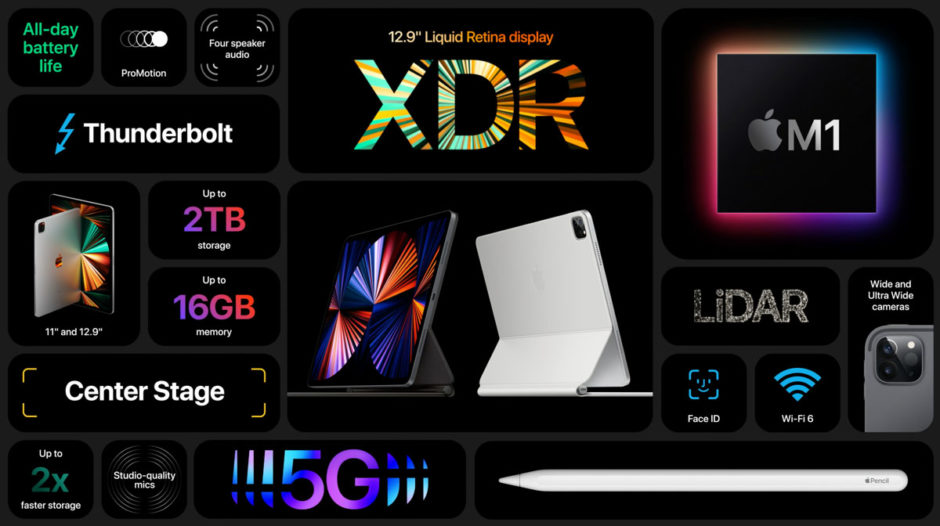 All-day
battery
life
ProMotion
Four speaker
audio
12.9" Liquid Retina display
XDR
M1
Thunderbolt
Up to
2TB
storage
11" and 12.9"
Up to
16GB
memory
LiDAR
Wide and
Ultra Wide
cameras
Center Stage
Face ID
Wi-Fi 6
Up to
2x
faster storage
Studio-quality
mics
5G
Pencil